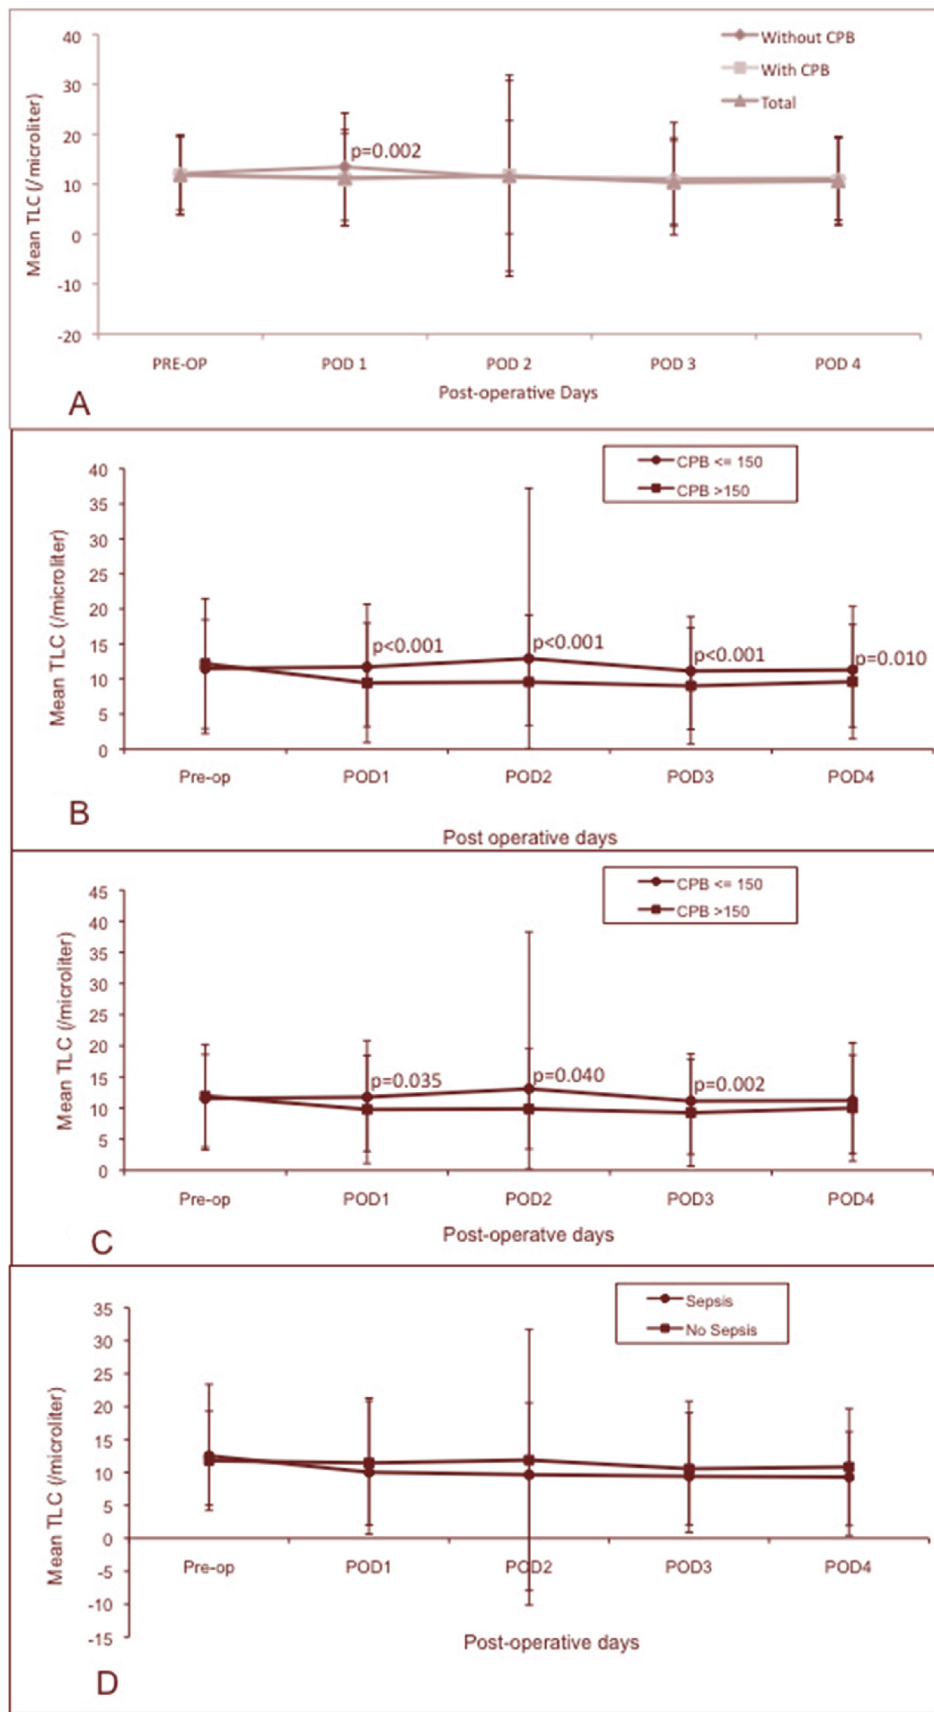 40
30
20
10
0
-10
-20
Mean TLC (/microliter)
Without CPB
With CPB
Total
p=0.002
PRE-OP POD 1 POD 2 POD 3 POD 4
Post-operative Days
A
40
35
30
25
20
15
10
5
0
Mean TLC (/microliter)
CPB <= 150
CPB >150
p<0.001 p<0.001 p<0.001 p=0.010
Pre-op POD1 POD2 POD3 POD4
Post operative days
B
45
40
35
30
25
20
15
10
5
0
Mean TLC (/microliter)
CPB <= 150
CPB >150
p=0.035 p=0.040 p=0.002
Pre-op POD1 POD2 POD3 POD4
Post-operatve days
C
35
30
25
20
15
10
5
0
-5
-10
-15
Mean TLC (/microliter)
Sepsis
No Sepsis
Pre-op POD1 POD2 POD3 POD4
Post-operative days
D